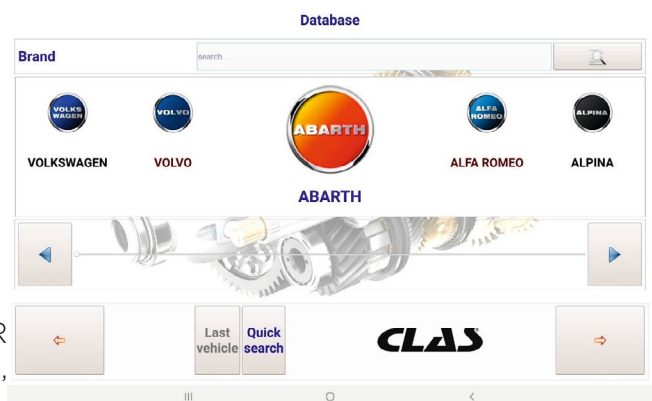 Database
Brand
search...
VOLKS
WAGEN
VOLVO
ABARTH
ALFA
ROMEO
ALPINA
VOLKSWAGEN
VOLVO
ABARTH
ALFA ROMEO
ALPINA
R
,
Last
vehicle
Quick
search
CLAS